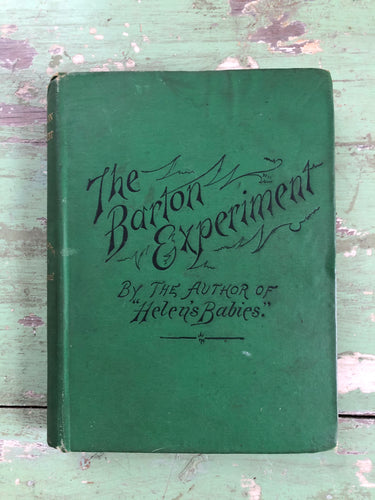 The
Barton
Experiment
By The Author of
"Helen's Babies."